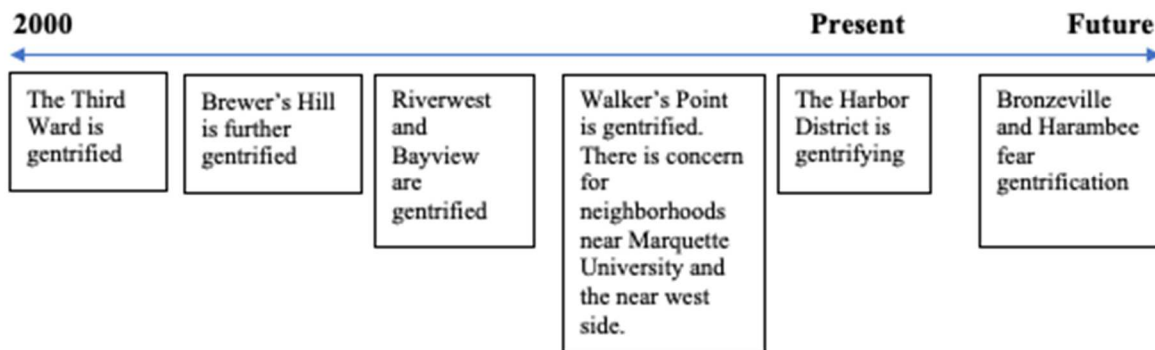 2000 Present Future
The Third
Ward is
gentrified
Brewer's Hill
is further
gentrified
Riverwest
and
Bayview
are
gentrified
Walker's Point
is gentrified.
There is concern
for
neighborhoods
near Marquette
University and
the near west
side.
The Harbor
District is
gentrifying
Bronzeville
and Harambee
fear
gentrification